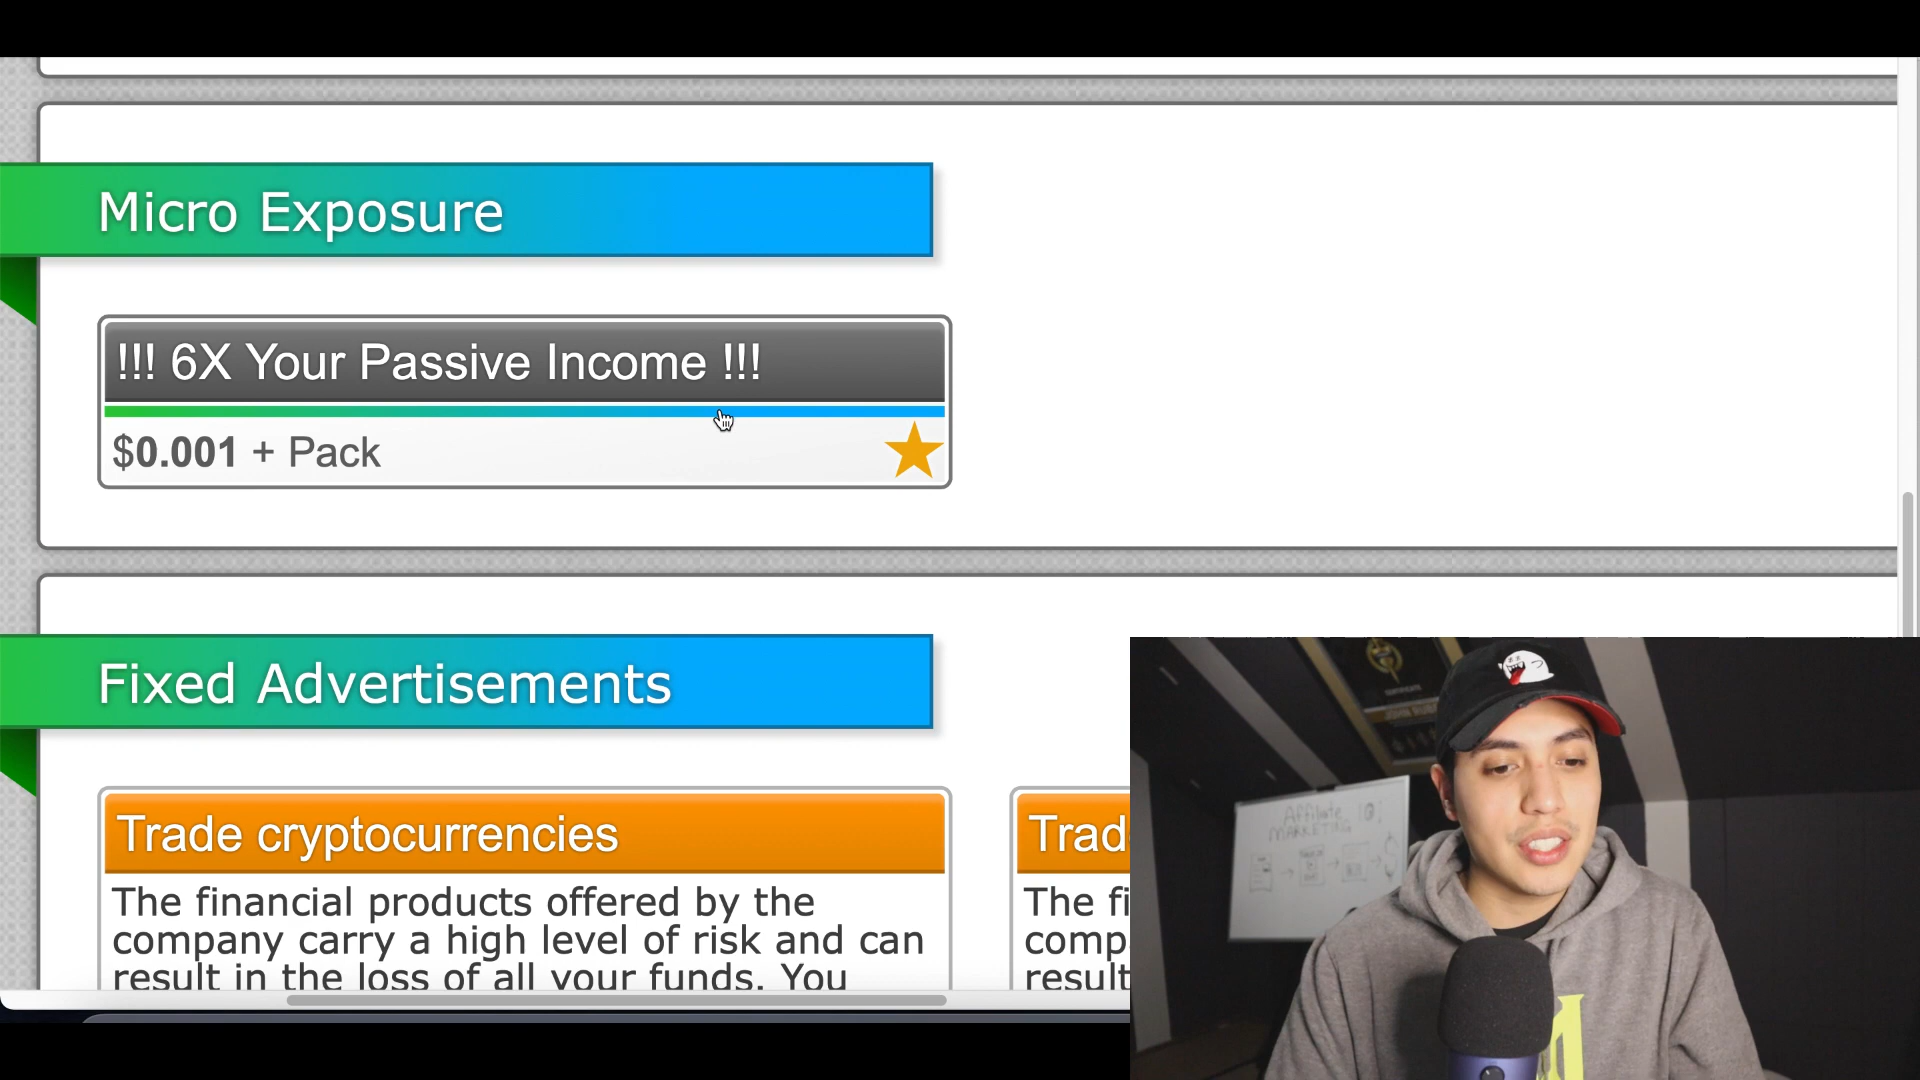 Micro Exposure
!!! 6X Your Passive Income !!!
$0.001 + Pack
Fixed Advertisements
Trade cryptocurrencies
The financial products offered by the
company carry a high level of risk and can
result in the loss of all your funds. You
Trad
The fi
comp
result
Affiliate
MARKETING